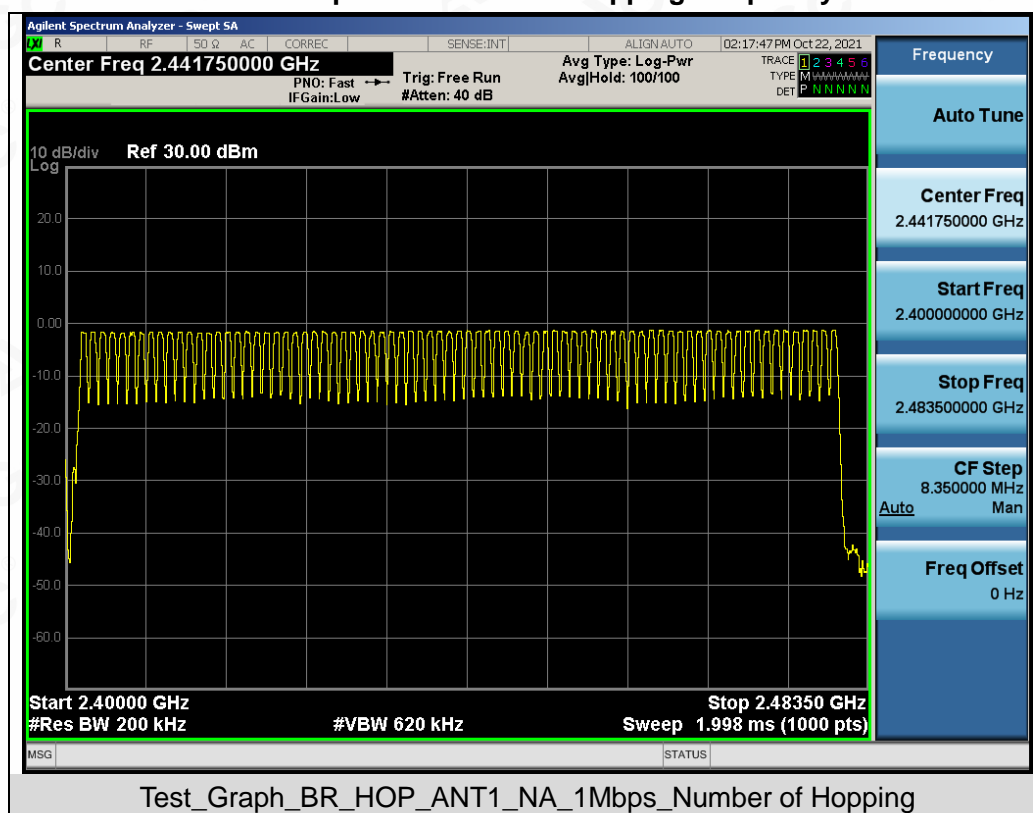 Agilent Spectrum Analyzer - Swept SA
LXI R RF 50 Ω AC CORREC SENSE:INT ALIGN AUTO 02:17:47 PM Oct 22, 2021
Center Freq 2.441750000 GHz
PNO: Fast
IFGain:Low
Trig: Free Run
#Atten: 40 dB
Avg Type: Log-Pwr
Avg|Hold: 100/100
TRACE 1 2 3 4 5 6
TYPE M
DET P N N N N N
10 dB/div Ref 30.00 dBm
Log
20.0
10.0
0.00
-10.0
-20.0
-30.0
-40.0
-50.0
-60.0
Start 2.40000 GHz Stop 2.48350 GHz
#Res BW 200 kHz #VBW 620 kHz Sweep 1.998 ms (1000 pts)
MSG STATUS
Frequency
Auto Tune
Center Freq
2.441750000 GHz
Start Freq
2.400000000 GHz
Stop Freq
2.483500000 GHz
CF Step
8.350000 MHz
Auto Man
Freq Offset
0 Hz
Test_Graph_BR_HOP_ANT1_NA_1Mbps_Number of Hopping